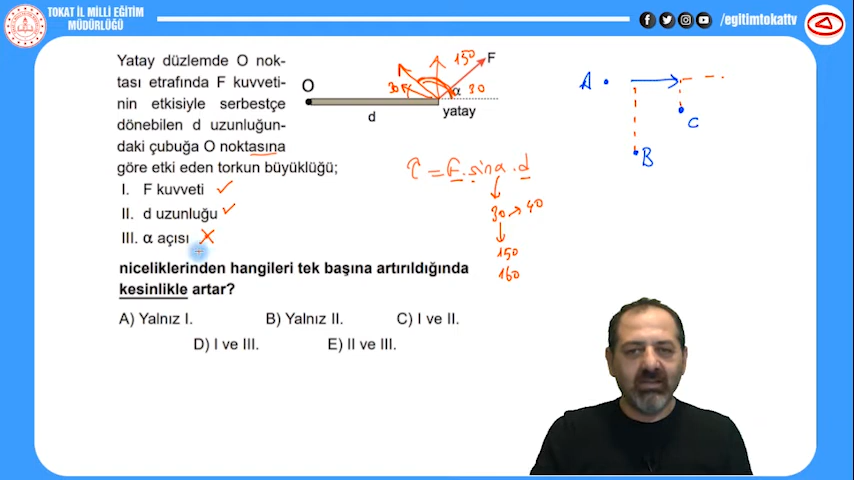 TOKAT İL MİLLİ EĞİTİM
MÜDÜRLÜĞÜ
/egitimtokattv
Yatay düzlemde O nok-
tası etrafında F kuvveti-
nin etkisiyle serbestçe
dönebilen d uzunluğun-
daki çubuğa O noktasına
göre etki eden torkun büyüklüğü;
I. F kuvveti ✓
II. d uzunluğu ✓
III. α açısı X
niceliklerinden hangileri tek başına artırıldığında
kesinlikle artar?
A) Yalnız I.
B) Yalnız II.
C) I ve II.
D) I ve III.
E) II ve III.
O
d
150
F
30
α
30
yatay
τ = F. sinα . d
30 → 40
150
160
A
B
C